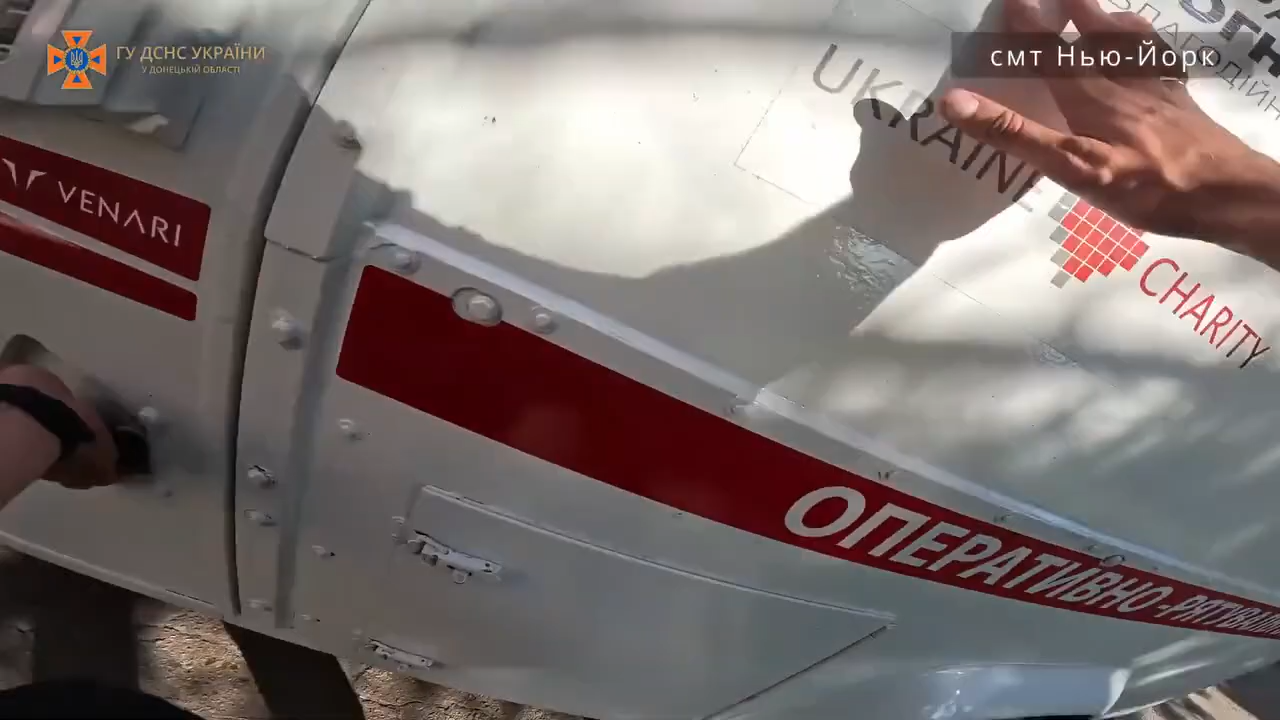 ГУ ДСНС УКРАЇНИ
У ДОНЕЦЬКІЙ ОБЛАСТІ
смт Нью-Йорк
VENARI
UKRAINE
CHARITY
ОПЕРАТИВНО-РЯТУВАЛ